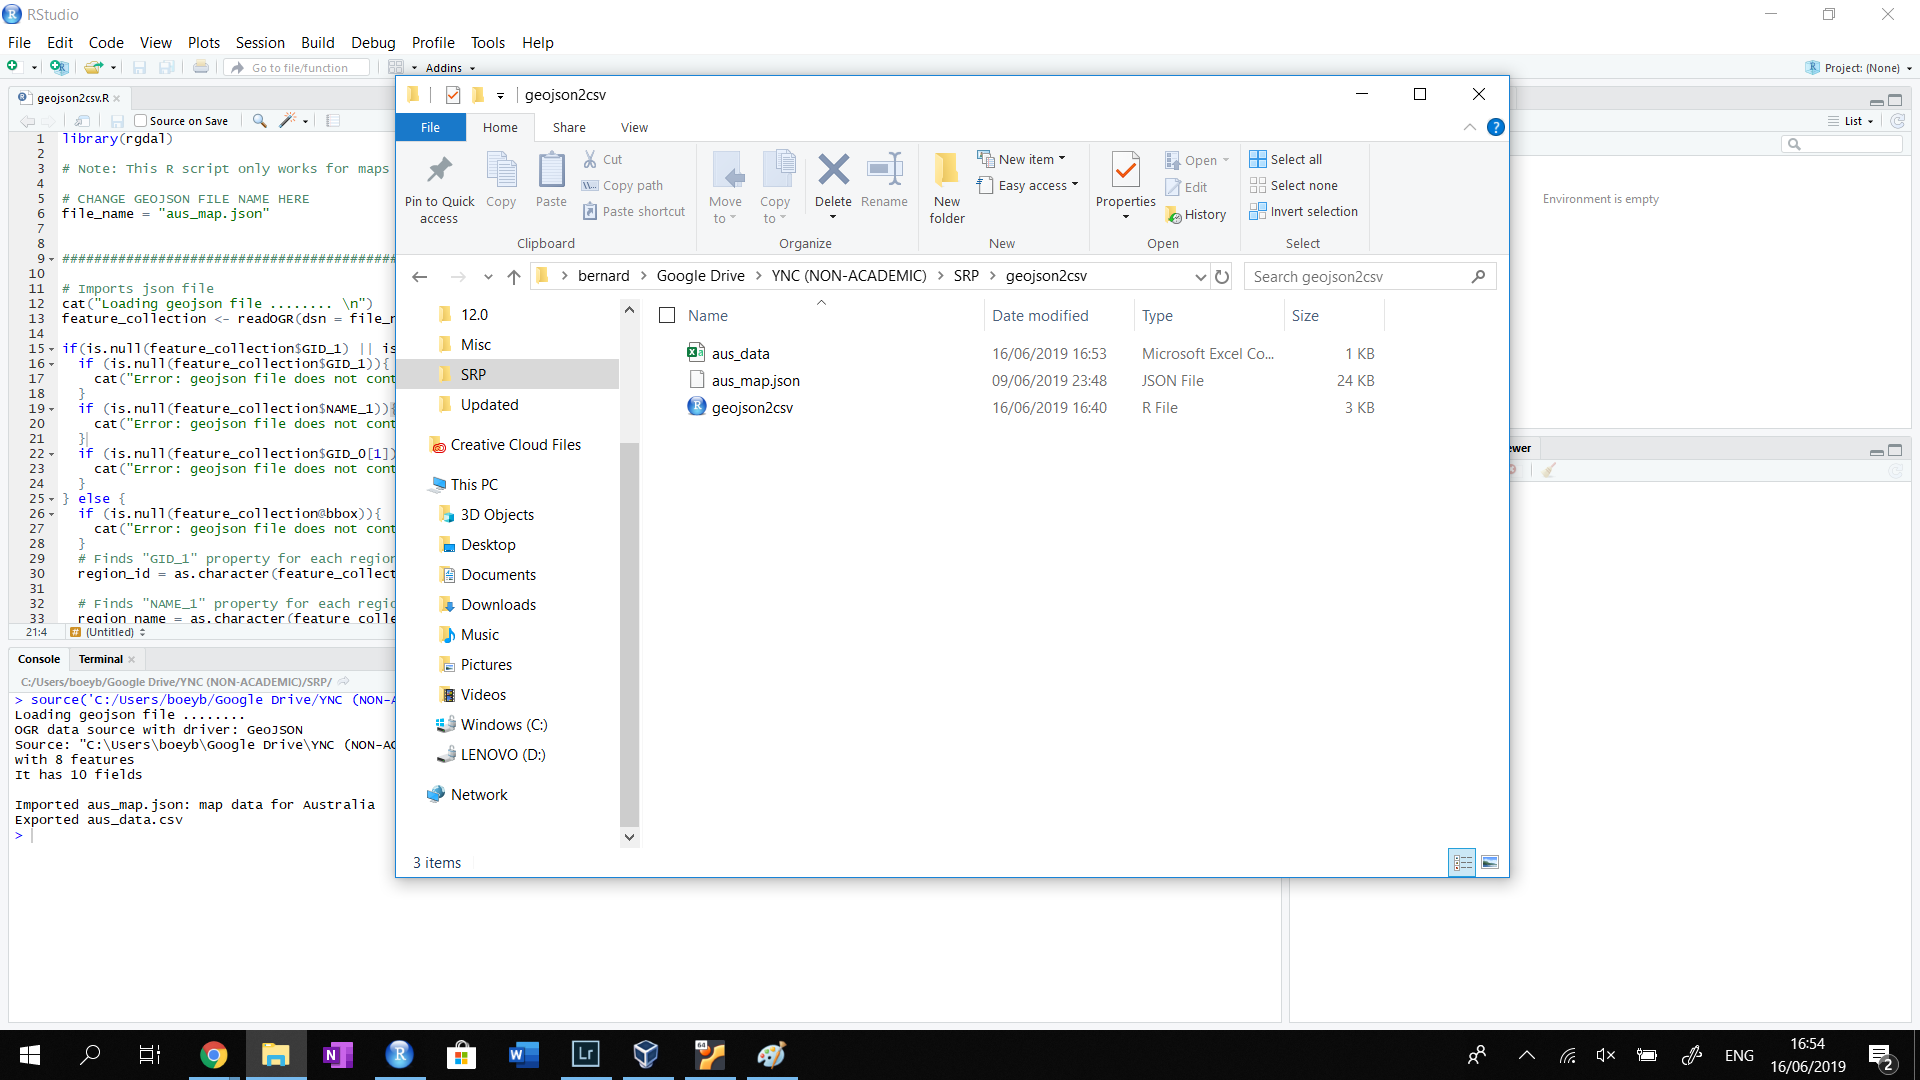 RStudio
File Edit Code View Plots Session Build Debug Profile Tools Help
Go to file/function Addins Project: (None)
geojson2csv.R
Source on Save
1 library(rgdal)
2
3 # Note: This R script only works for maps
4
5 # CHANGE GEOJSON FILE NAME HERE
6 file_name = "aus_map.json"
7
8
9 ##########################################
10
11 # Imports json file
12 cat("Loading geojson file ........ \n")
13 feature_collection <- readOGR(dsn = file_n
14
15 if(is.null(feature_collection$GID_1) || is
16 if (is.null(feature_collection$GID_1)){
17 cat("Error: geojson file does not cont
18 }
19 if (is.null(feature_collection$NAME_1)){
20 cat("Error: geojson file does not cont
21 }
22 if (is.null(feature_collection$GID_0[1])
23 cat("Error: geojson file does not cont
24 }
25 } else {
26 if (is.null(feature_collection@bbox)){
27 cat("Error: geojson file does not cont
28 }
29 # Finds "GID_1" property for each region
30 region_id = as.character(feature_collect
31
32 # Finds "NAME_1" property for each regio
33 region_name = as.character(feature_colle
21:4 # (Untitled)
Console Terminal
C:/Users/boeyb/Google Drive/YNC (NON-ACADEMIC)/SRP/
> source('C:/Users/boeyb/Google Drive/YNC (NON-A
Loading geojson file ........
OGR data source with driver: GeoJSON
Source: "C:\Users\boeyb\Google Drive\YNC (NON-AC
with 8 features
It has 10 fields
Imported aus_map.json: map data for Australia
Exported aus_data.csv
>
geojson2csv
File Home Share View
Pin to Quick access
Copy
Paste
Cut
Copy path
Paste shortcut
Clipboard
Move to
Copy to
Delete
Rename
Organize
New folder
New item
Easy access
New
Properties
Open
Edit
History
Open
Select all
Select none
Invert selection
Select
bernard > Google Drive > YNC (NON-ACADEMIC) > SRP > geojson2csv
Search geojson2csv
12.0
Misc
SRP
Updated
Creative Cloud Files
This PC
3D Objects
Desktop
Documents
Downloads
Music
Pictures
Videos
Windows (C:)
LENOVO (D:)
Network
Name Date modified Type Size
aus_data 16/06/2019 16:53 Microsoft Excel Co... 1 KB
aus_map.json 09/06/2019 23:48 JSON File 24 KB
geojson2csv 16/06/2019 16:40 R File 3 KB
3 items
List
Environment is empty
ewer
ENG
16:54
16/06/2019
2